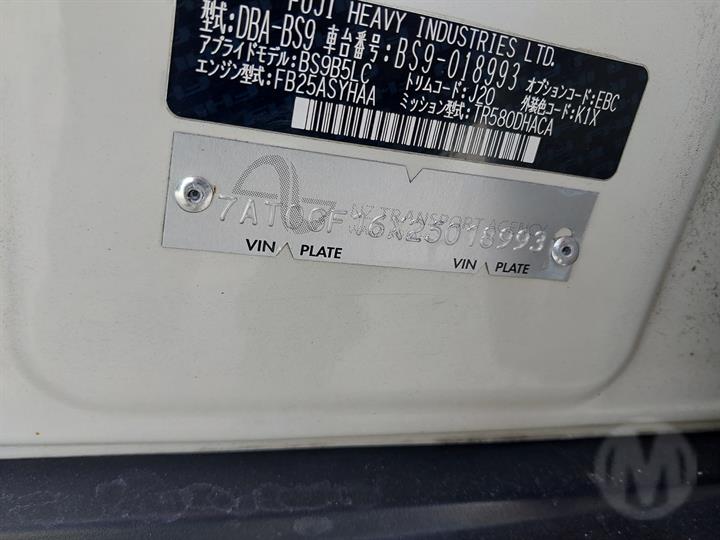 FUJI HEAVY INDUSTRIES LTD.
型式:DBA-BS9 車台番号:BS9-018993
アプライドモデル:BS9B5LC オプションコード:EBC
トリムコード:J20 外装色コード:K1X
エンジン型式:FB25ASYHAA ミッション型式:TR580DHACA
NZ TRANSPORT AGENCY
VIN PLATE
VIN PLATE
M